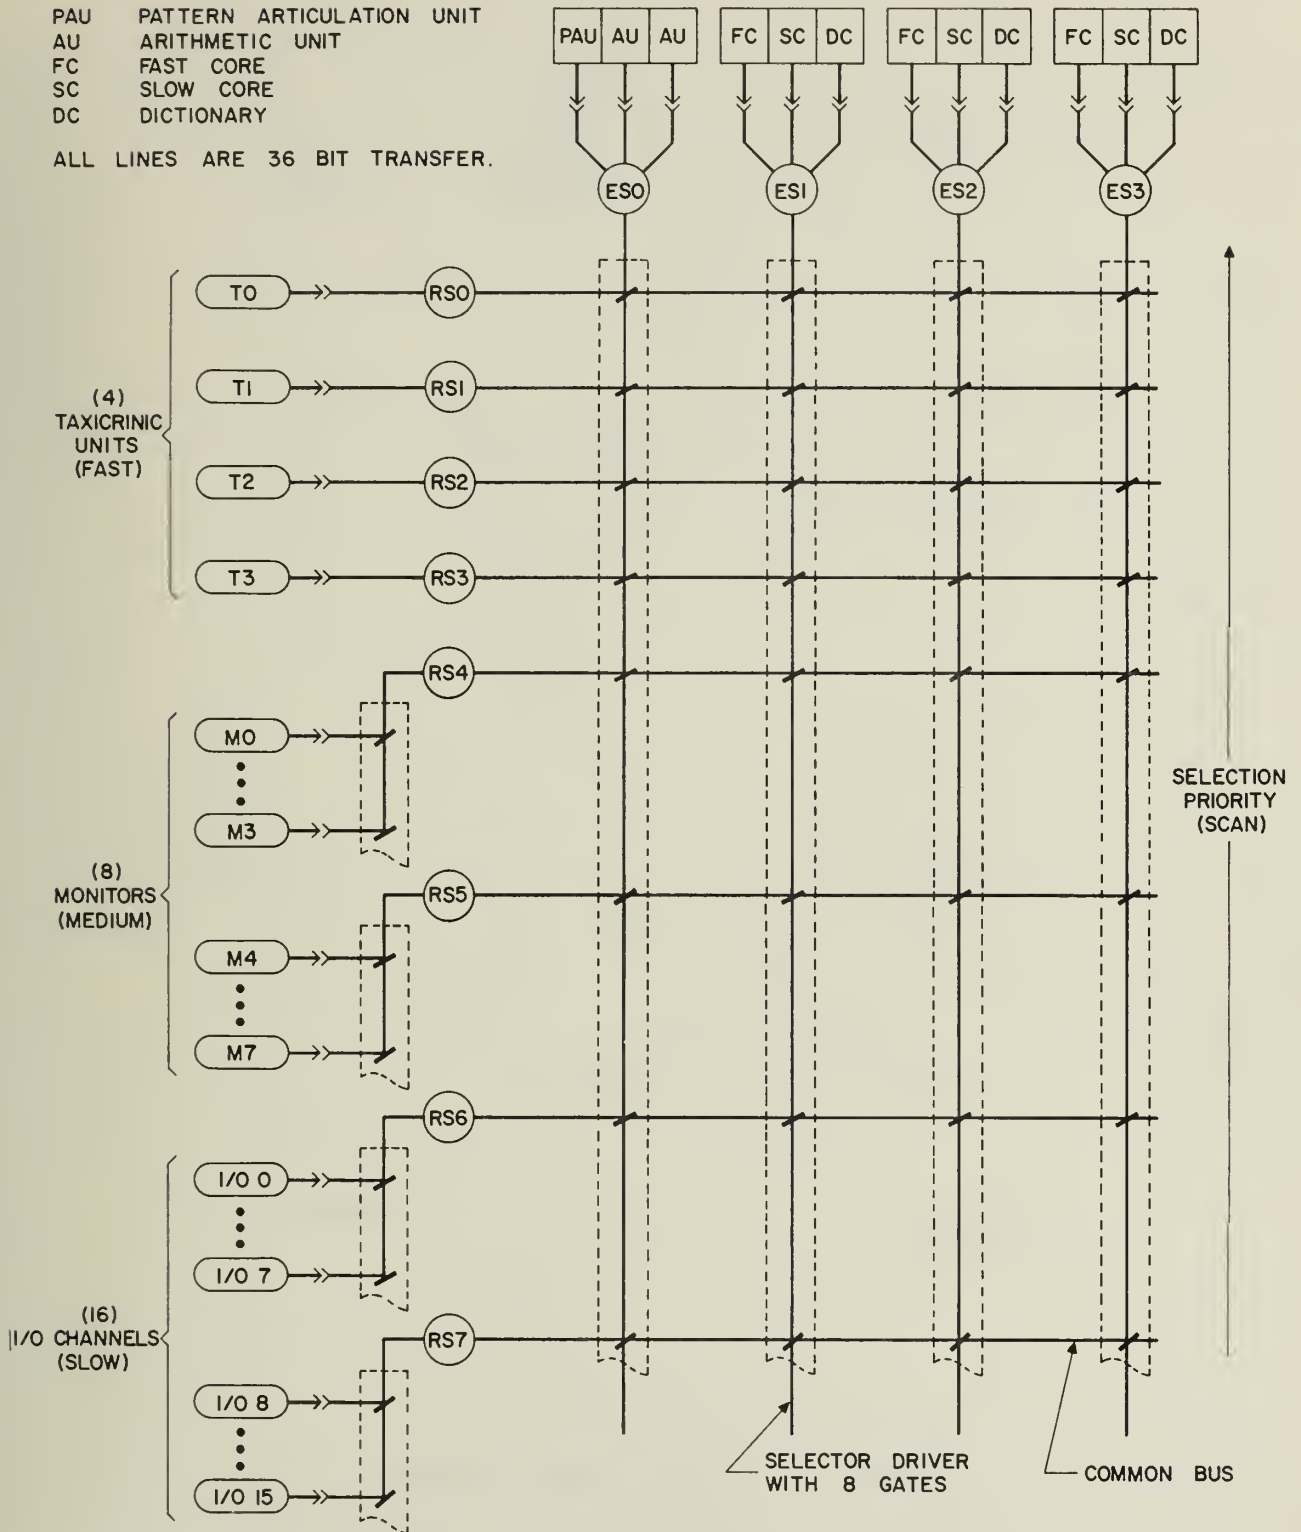 PAU PATTERN ARTICULATION UNIT
AU ARITHMETIC UNIT
FC FAST CORE
SC SLOW CORE
DC DICTIONARY
ALL LINES ARE 36 BIT TRANSFER.
PAU AU AU
FC SC DC
FC SC DC
FC SC DC
ES0
ES1
ES2
ES3
(4)
TAXICRINIC
UNITS
(FAST)
T0
RS0
T1
RS1
T2
RS2
T3
RS3
RS4
(8)
MONITORS
(MEDIUM)
M0
M3
RS5
M4
M7
RS6
(16)
I/O CHANNELS
(SLOW)
I/O 0
I/O 7
RS7
I/O 8
I/O 15
SELECTION
PRIORITY
(SCAN)
SELECTOR DRIVER
WITH 8 GATES
COMMON BUS